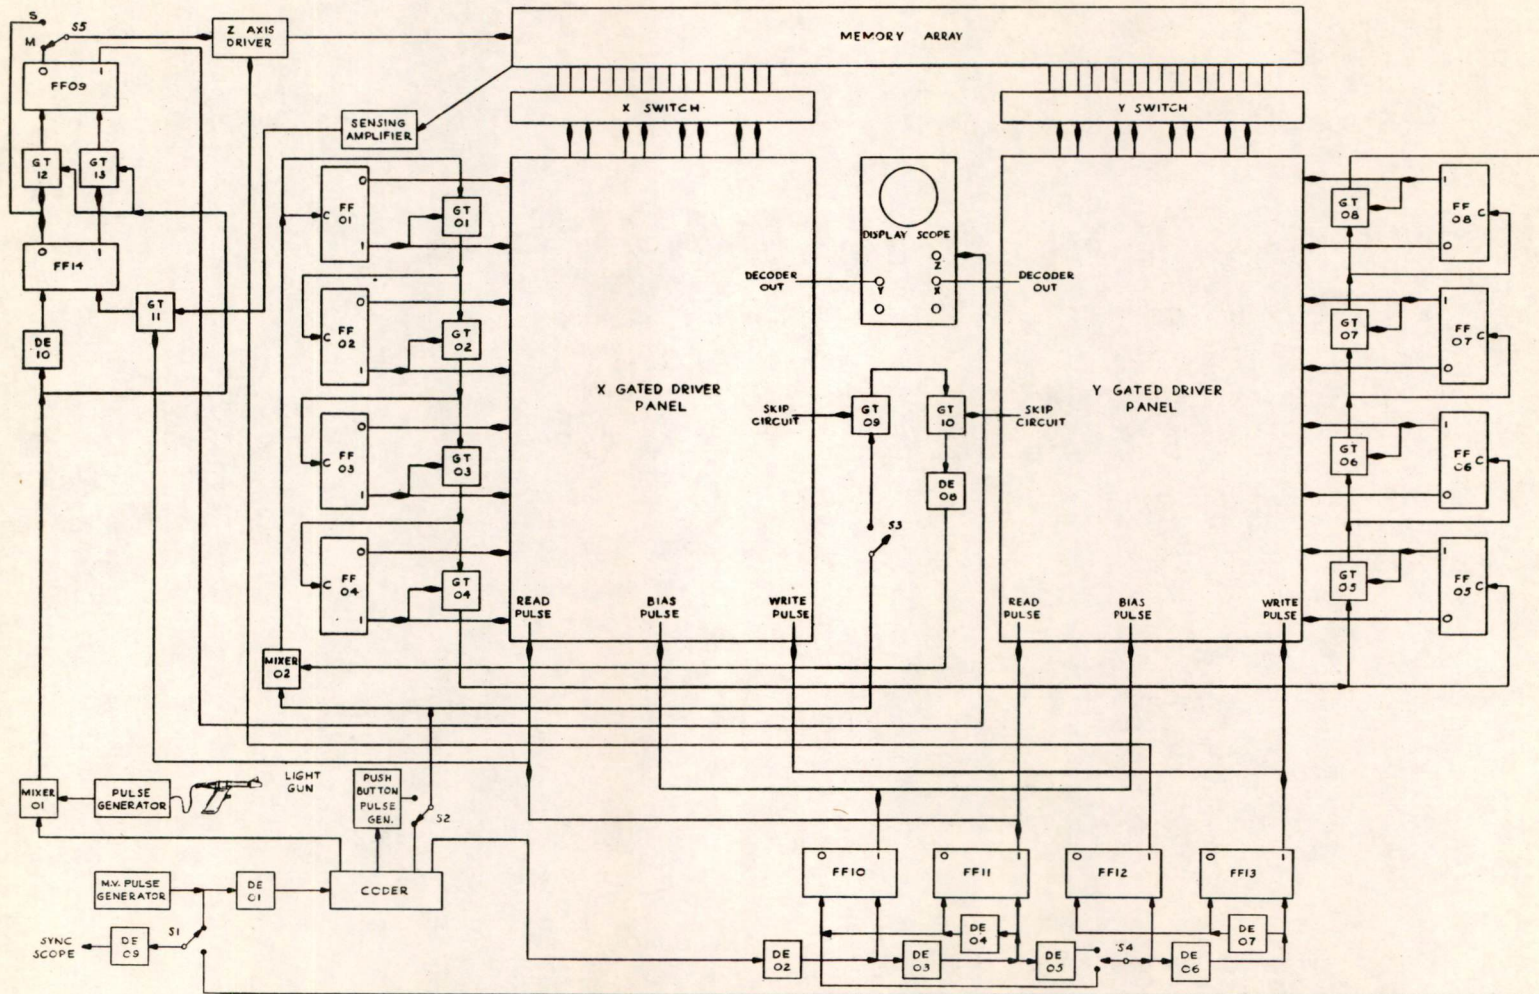 S
S5
M
Z AXIS
DRIVER
MEMORY ARRAY
0
1
FF09
X SWITCH
Y SWITCH
SENSING
AMPLIFIER
GT
12
GT
13
0
1
FF14
GT
11
DE
10
0
C
FF
01
1
GT
01
0
C
FF
02
1
GT
02
0
C
FF
03
1
GT
03
0
C
FF
04
1
GT
04
DISPLAY SCOPE
Z
Y
X
DECODER
OUT
DECODER
OUT
X GATED DRIVER
PANEL
Y GATED DRIVER
PANEL
SKIP
CIRCUIT
GT
09
GT
10
SKIP
CIRCUIT
DE
08
S3
READ
PULSE
BIAS
PULSE
WRITE
PULSE
READ
PULSE
BIAS
PULSE
WRITE
PULSE
GT
08
1
FF
08
C
0
GT
07
1
FF
07
C
0
GT
06
1
FF
06
C
0
GT
05
1
FF
05
C
0
MIXER
02
MIXER
01
PULSE
GENERATOR
LIGHT
GUN
PUSH
BUTTON
PULSE
GEN.
S2
M.V. PULSE
GENERATOR
DE
01
CODER
SYNC
SCOPE
DE
09
S1
0
1
FF10
0
1
FF11
0
1
FF12
0
1
FF13
DE
02
DE
03
DE
04
DE
05
S4
DE
06
DE
07